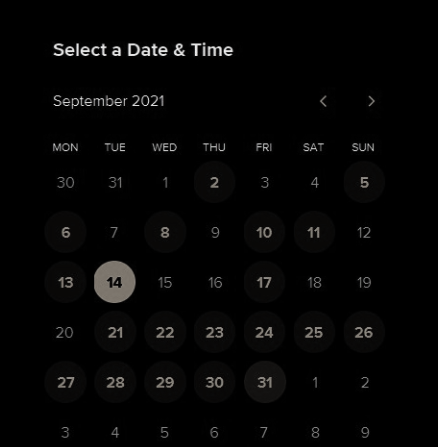 Select a Date & Time
September 2021
MON TUE WED THU FRI SAT SUN
30 31 1 2 3 4 5
6 7 8 9 10 11 12
13 14 15 16 17 18 19
20 21 22 23 24 25 26
27 28 29 30 31 1 2
3 4 5 6 7 8 9